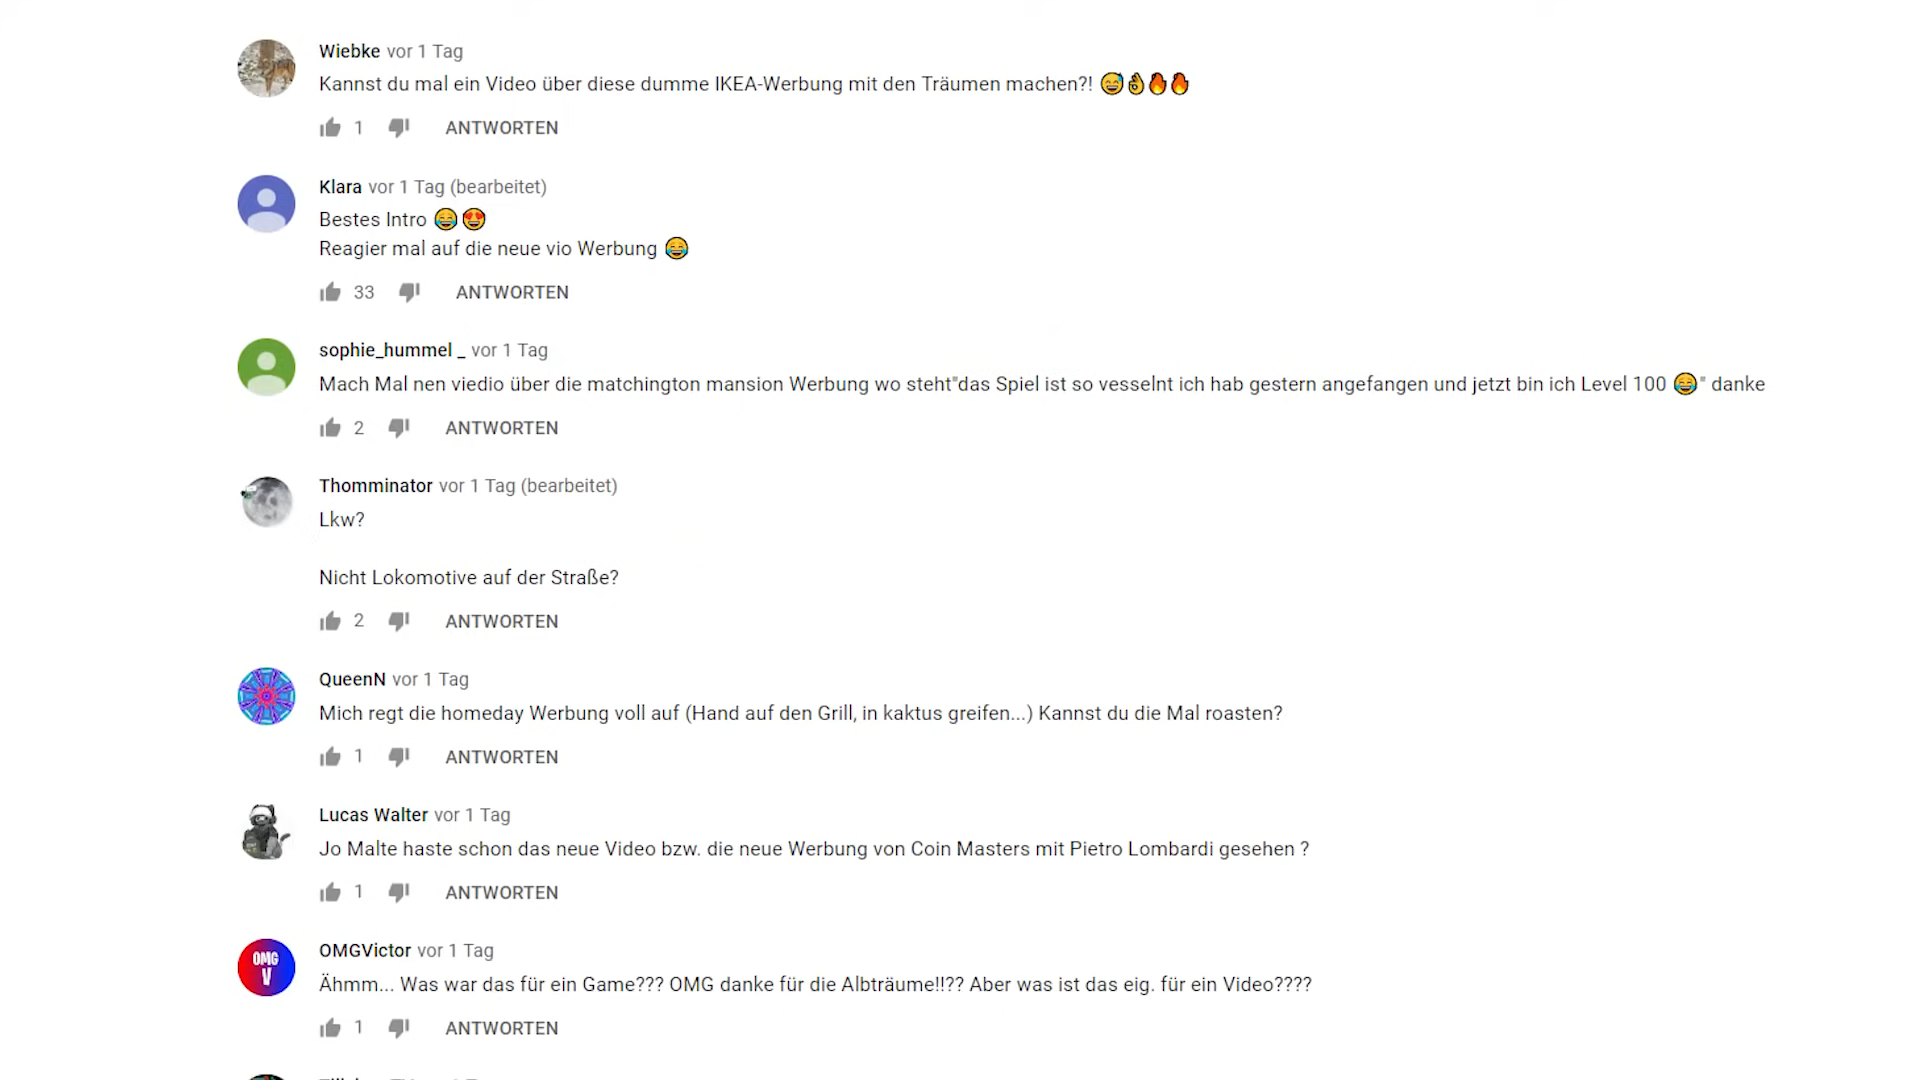 Wiebke vor 1 Tag
Kannst du mal ein Video über diese dumme IKEA-Werbung mit den Träumen machen?! 😅👌🔥🔥
1 ANTWORTEN
Klara vor 1 Tag (bearbeitet)
Bestes Intro 😂😍
Reagier mal auf die neue vio Werbung 😂
33 ANTWORTEN
sophie_hummel _ vor 1 Tag
Mach Mal nen viedio über die matchington mansion Werbung wo steht"das Spiel ist so vesselnt ich hab gestern angefangen und jetzt bin ich Level 100 😂" danke
2 ANTWORTEN
Thomminator vor 1 Tag (bearbeitet)
Lkw?
Nicht Lokomotive auf der Straße?
2 ANTWORTEN
QueenN vor 1 Tag
Mich regt die homeday Werbung voll auf (Hand auf den Grill, in kaktus greifen...) Kannst du die Mal roasten?
1 ANTWORTEN
Lucas Walter vor 1 Tag
Jo Malte haste schon das neue Video bzw. die neue Werbung von Coin Masters mit Pietro Lombardi gesehen ?
1 ANTWORTEN
OMG
V
OMGVictor vor 1 Tag
Ähmm... Was war das für ein Game??? OMG danke für die Albträume!!?? Aber was ist das eig. für ein Video????
1 ANTWORTEN